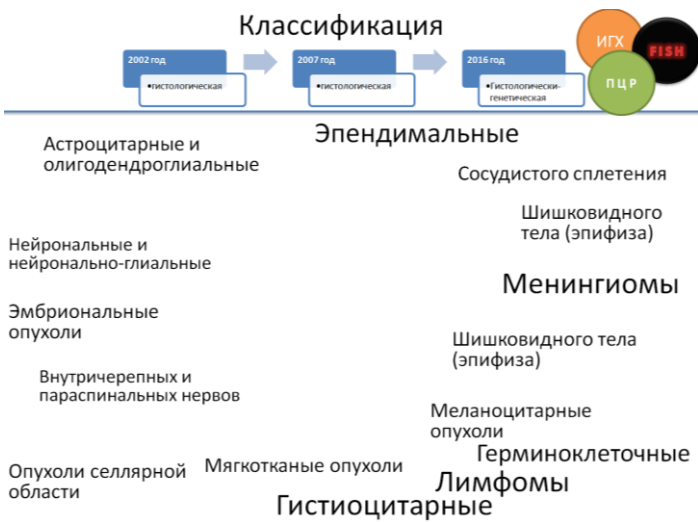 Классификация
2002 год
•гистологическая
2007 год
•гистологическая
2016 год
•Гистологически-
генетическая
ИГХ
FISH
ПЦР
Эпендимальные
Астроцитарные и
олигодендроглиальные
Сосудистого сплетения
Шишковидного
тела (эпифиза)
Нейрональные и
нейронально-глиальные
Менингиомы
Эмбриональные
опухоли
Шишковидного тела
(эпифиза)
Внутричерепных и
параспинальных нервов
Меланоцитарные
опухоли
Герминоклеточные
Мягкотканые опухоли
Опухоли селлярной
области
Лимфомы
Гистиоцитарные